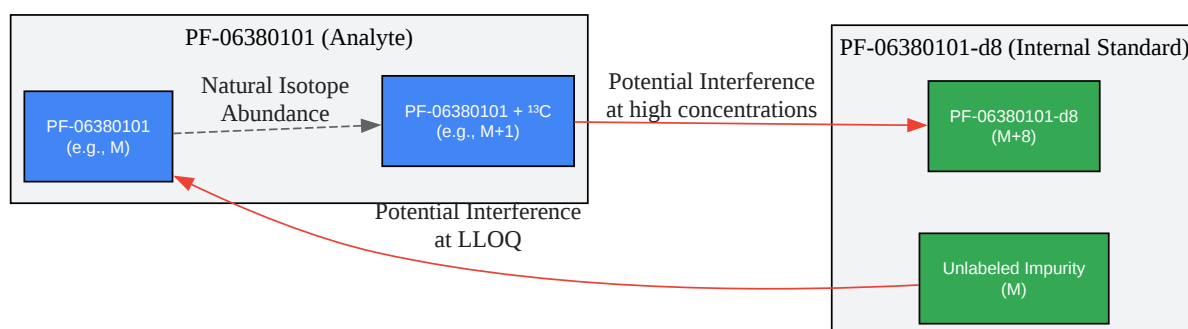 PF-06380101 (Analyte)
PF-06380101
(e.g., M)
Natural Isotope
Abundance
PF-06380101 + ¹³C
(e.g., M+1)
Potential Interference
at high concentrations
PF-06380101-d8 (Internal Standard)
PF-06380101-d8
(M+8)
Potential Interference
at LLOQ
Unlabeled Impurity
(M)